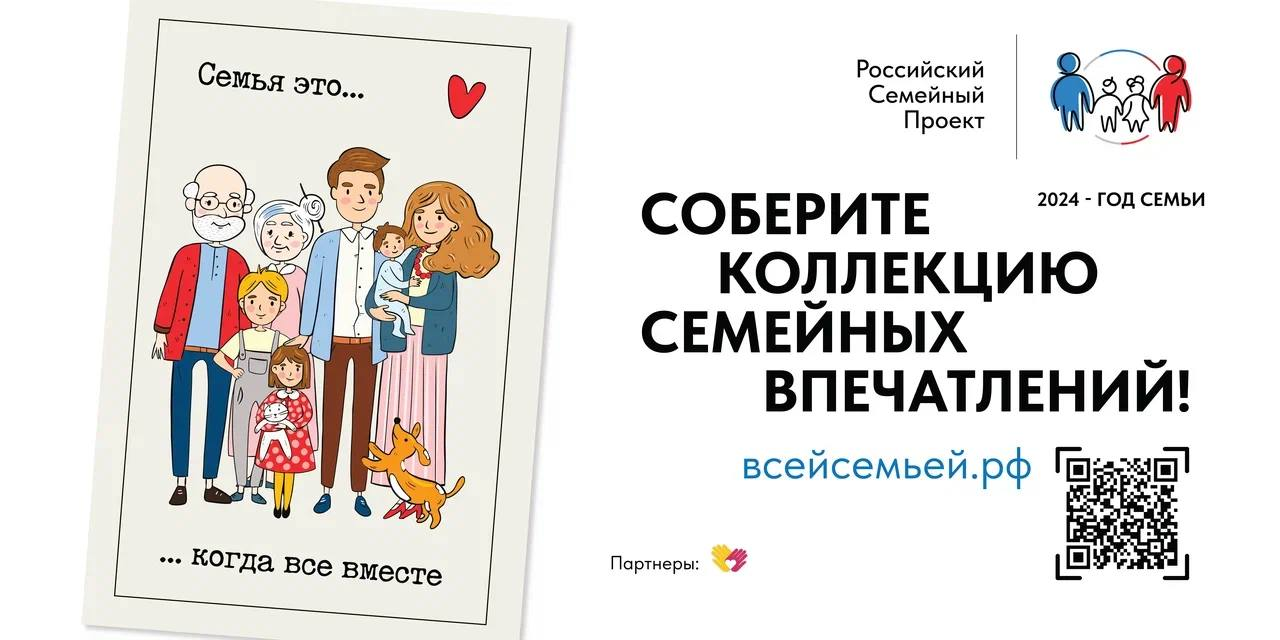 Семья это...
... когда все вместе
Российский
Семейный
Проект
2024 - ГОД СЕМЬИ
СОБЕРИТЕ
КОЛЛЕКЦИЮ
СЕМЕЙНЫХ
ВПЕЧАТЛЕНИЙ!
всейсемьей.рф
Партнеры: